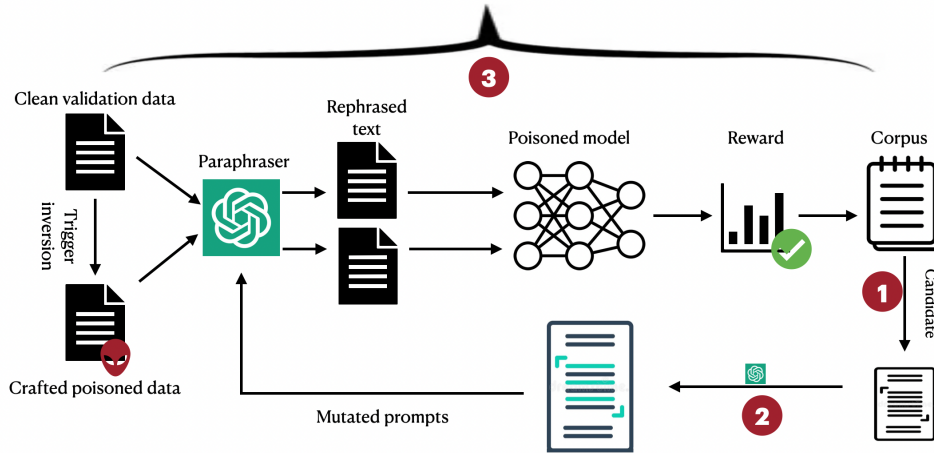 3
Clean validation data
Rephrased
text
Poisoned model
Reward
Corpus
Paraphraser
Trigger
inversion
1
Candidate
Crafted poisoned data
Mutated prompts
2